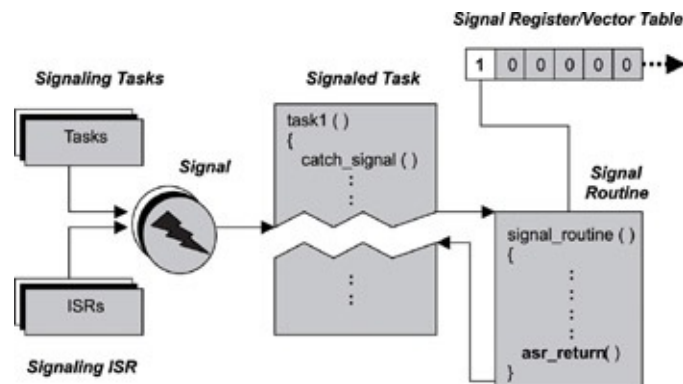 Signal Register/Vector Table
1 0 0 0 0 0
Signaling Tasks
Signaled Task
Tasks
task1 ( )
{
catch_signal ( )
Signal
Signal
Routine
signal_routine ( )
{
ISRs
asr_return( )
}
Signaling ISR